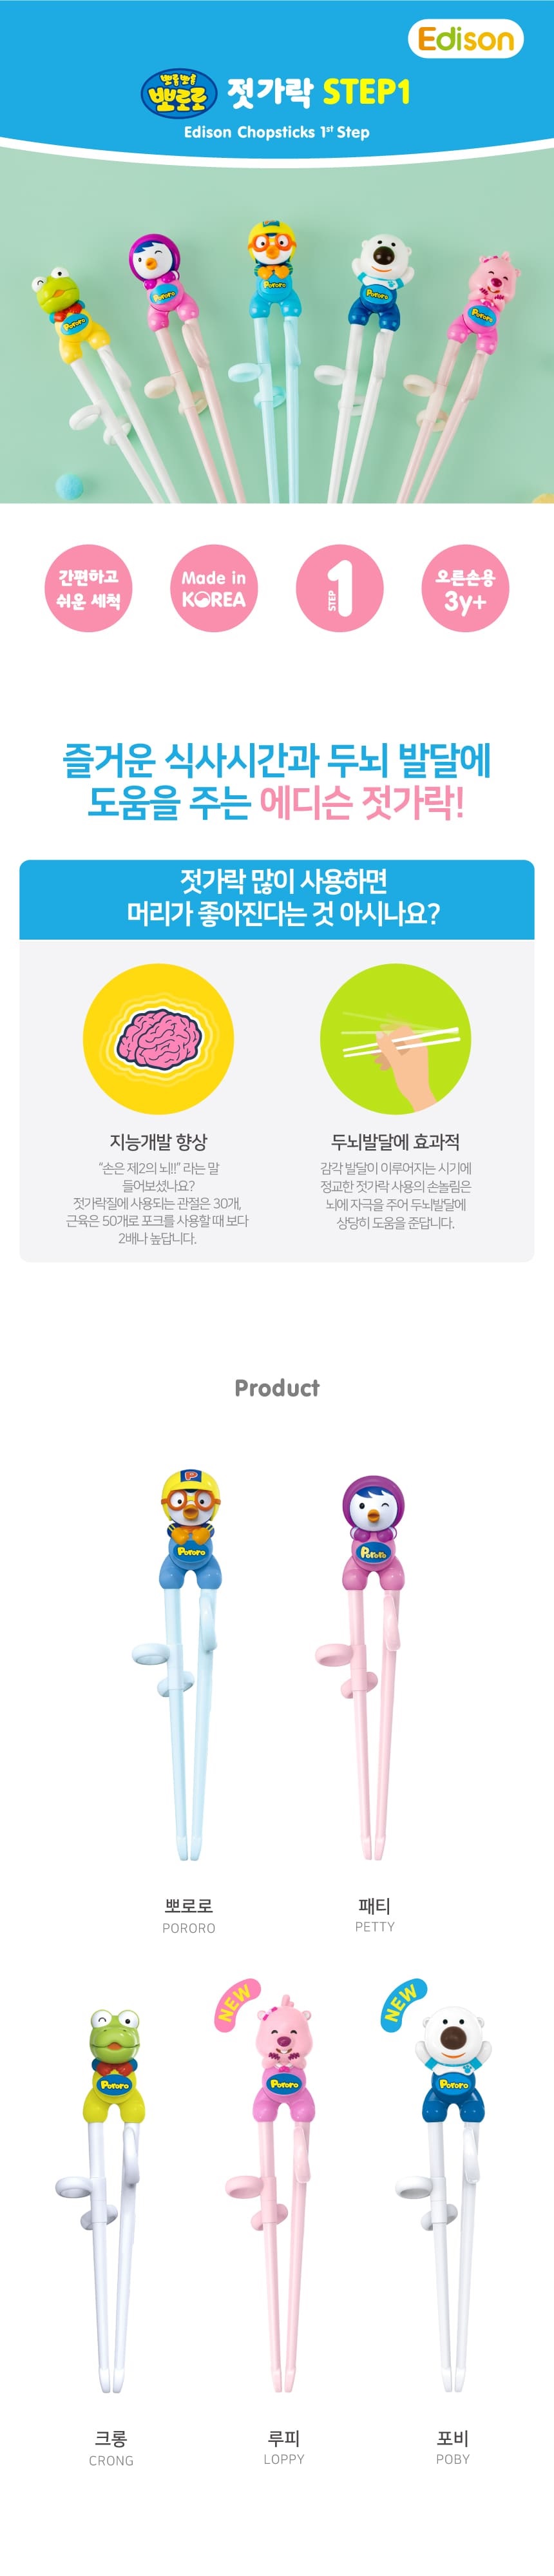 Edison
뽀롱뽀롱
뽀로로
젓가락 STEP1
Edison Chopsticks 1st Step
Pororo
Pororo
Pororo
Pororo
Pororo
간편하고
쉬운 세척
Made in
KOREA
STEP 1
오른손용
3y+
즐거운 식사시간과 두뇌 발달에
도움을 주는 에디슨 젓가락!
젓가락 많이 사용하면
머리가 좋아진다는 것 아시나요?
지능개발 향상
“손은 제2의 뇌!!” 라는 말
들어보셨나요?
젓가락질에 사용되는 관절은 30개,
근육은 50개로 포크를 사용할 때 보다
2배나 높답니다.
두뇌발달에 효과적
감각 발달이 이루어지는 시기에
정교한 젓가락 사용의 손놀림은
뇌에 자극을 주어 두뇌발달에
상당히 도움을 준답니다.
Product
P
Pororo
Pororo
뽀로로
PORORO
패티
PETTY
NEW
NEW
Pororo
Pororo
Pororo
크롱
CRONG
루피
LOPPY
포비
POBY